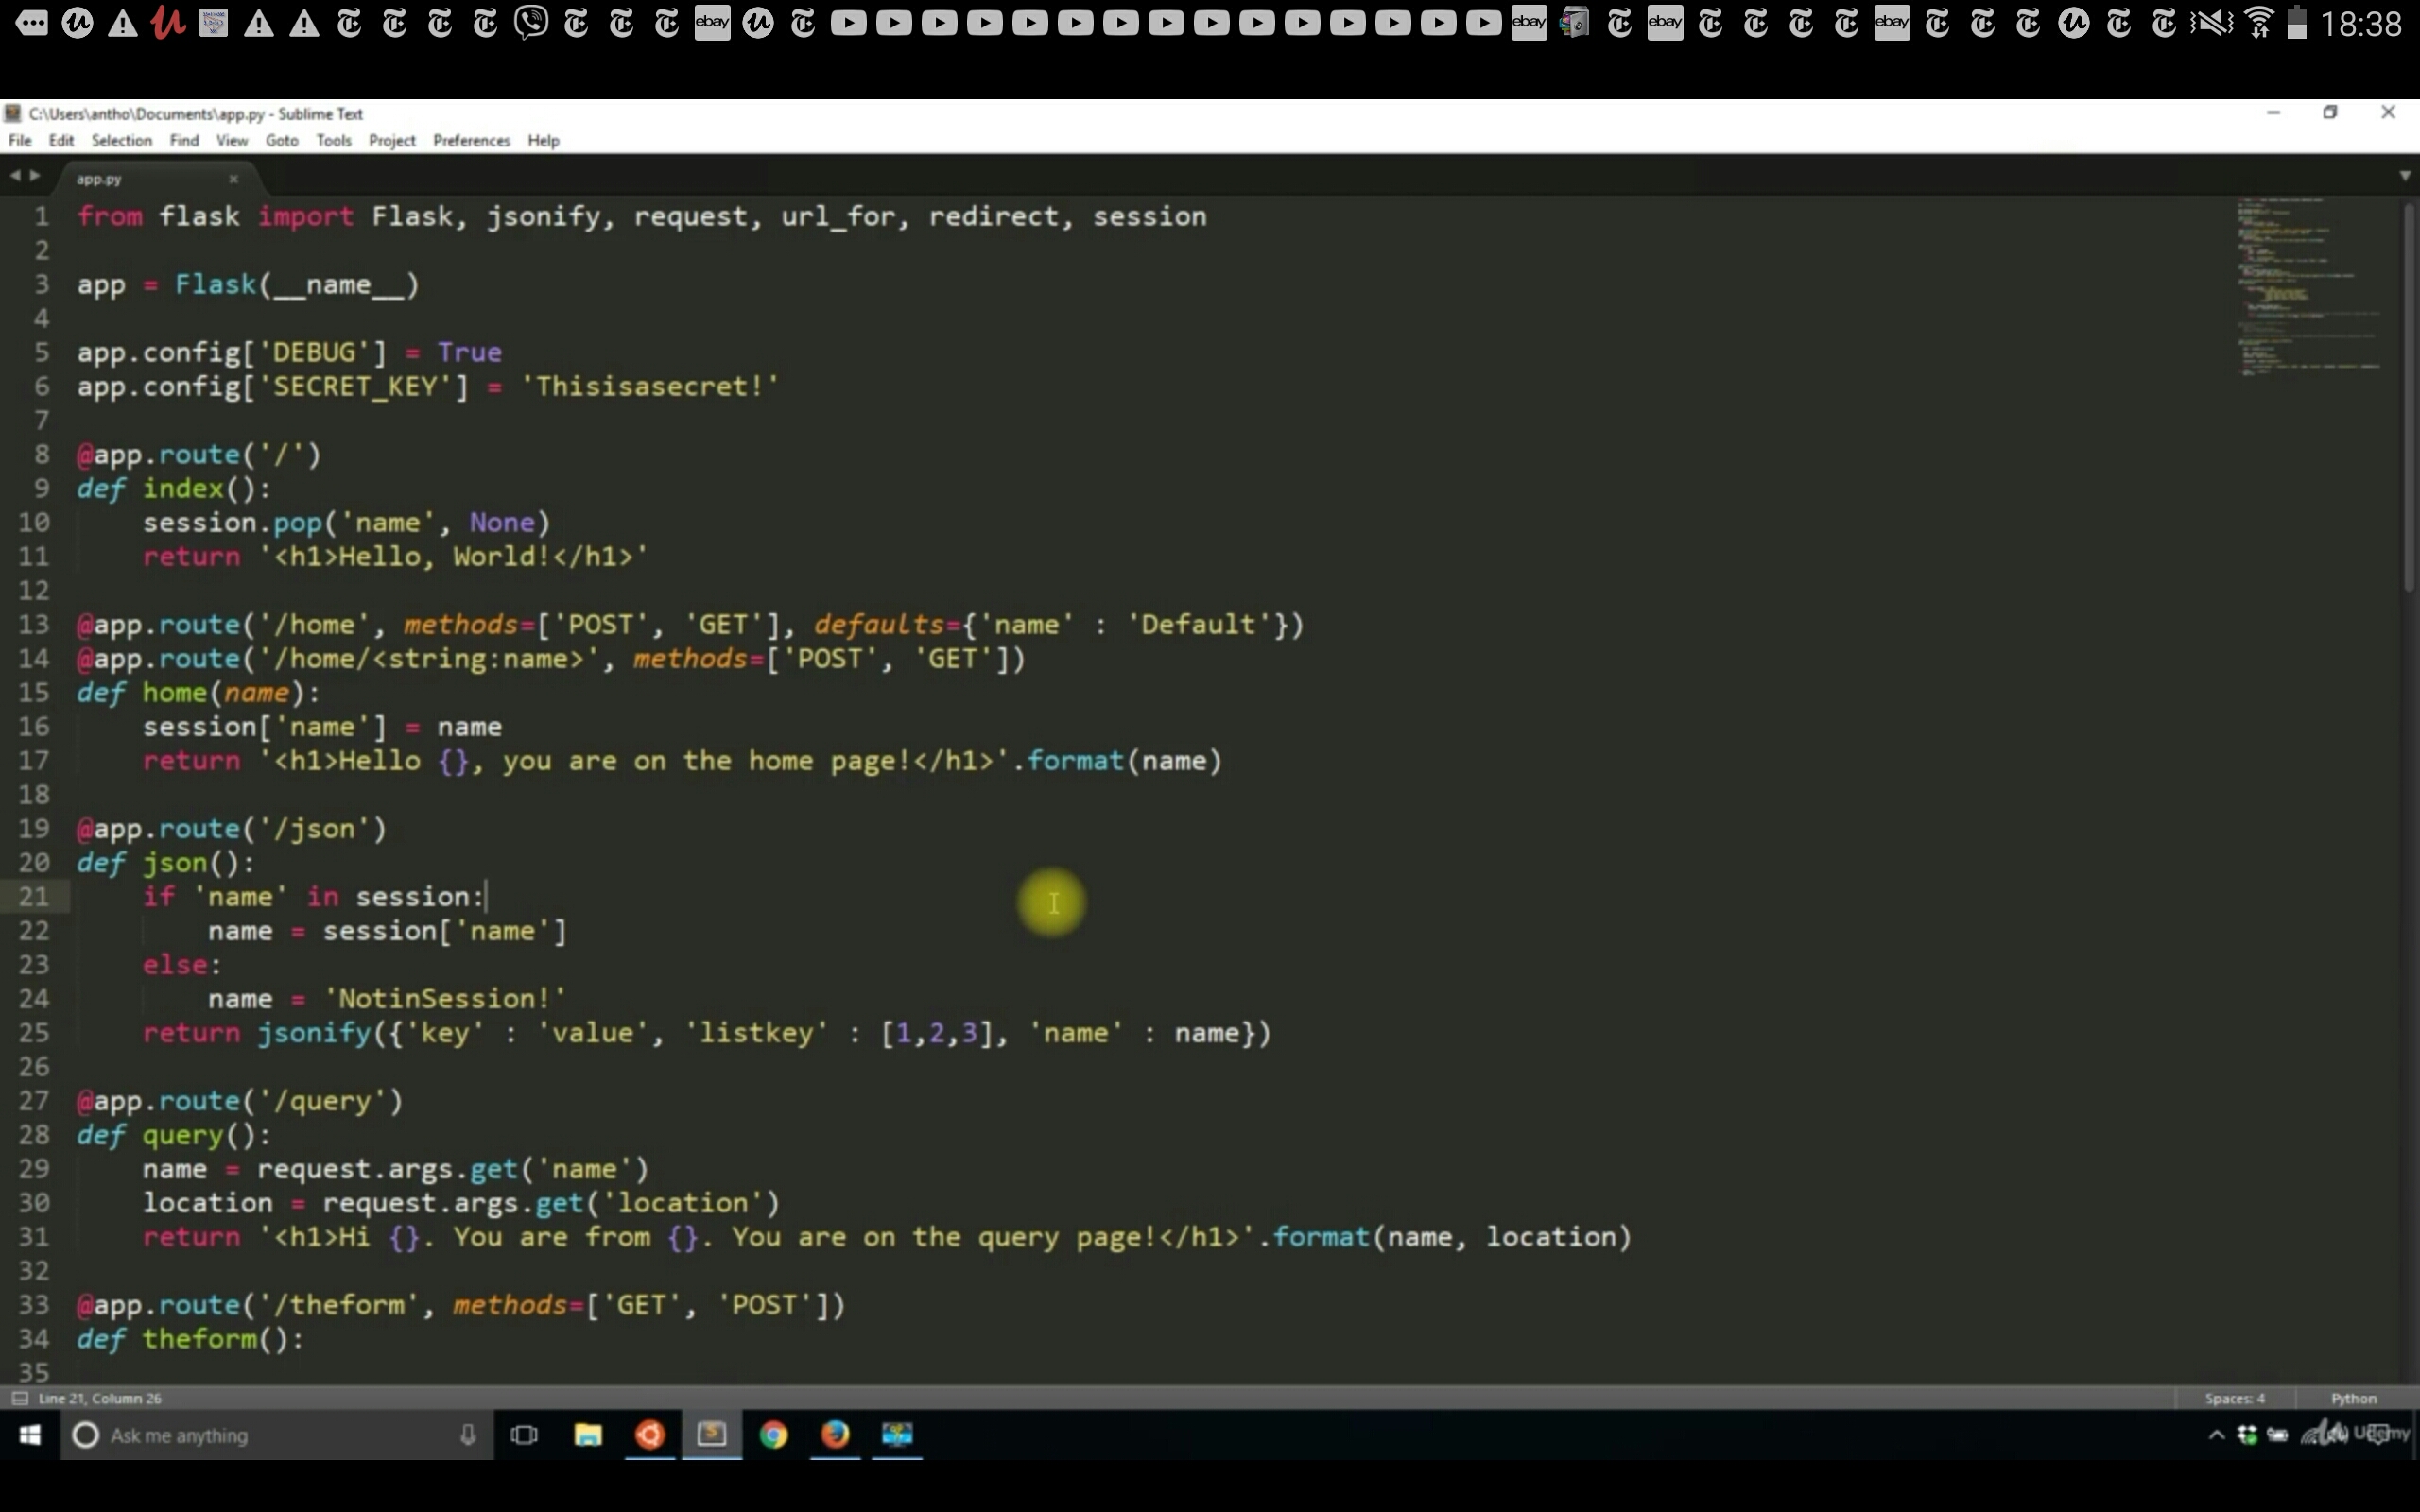 ebay ebay ebay ebay 18:38
C:\Users\antho\Documents\app.py - Sublime Text
File Edit Selection Find View Goto Tools Project Preferences Help
app.py
1 from flask import Flask, jsonify, request, url_for, redirect, session
2
3 app = Flask(__name__)
4
5 app.config['DEBUG'] = True
6 app.config['SECRET_KEY'] = 'Thisisasecret!'
7
8 @app.route('/')
9 def index():
10     session.pop('name', None)
11     return '<h1>Hello, World!</h1>'
12
13 @app.route('/home', methods=['POST', 'GET'], defaults={'name' : 'Default'})
14 @app.route('/home/<string:name>', methods=['POST', 'GET'])
15 def home(name):
16     session['name'] = name
17     return '<h1>Hello {}, you are on the home page!</h1>'.format(name)
18
19 @app.route('/json')
20 def json():
21     if 'name' in session:
22         name = session['name']
23     else:
24         name = 'NotinSession!'
25     return jsonify({'key' : 'value', 'listkey' : [1,2,3], 'name' : name})
26
27 @app.route('/query')
28 def query():
29     name = request.args.get('name')
30     location = request.args.get('location')
31     return '<h1>Hi {}. You are from {}. You are on the query page!</h1>'.format(name, location)
32
33 @app.route('/theform', methods=['GET', 'POST'])
34 def theform():
35
Line 21, Column 26 Spaces: 4 Python
Ask me anything Udemy